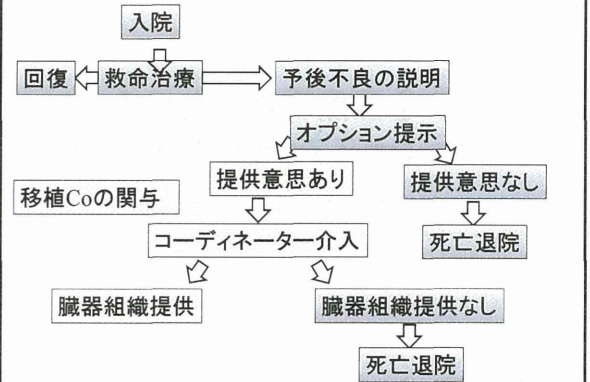 入院
回復
救命治療
予後不良の説明
オプション提示
提供意思あり
提供意思なし
移植Coの関与
コーディネーター介入
死亡退院
臓器組織提供
臓器組織提供なし
死亡退院